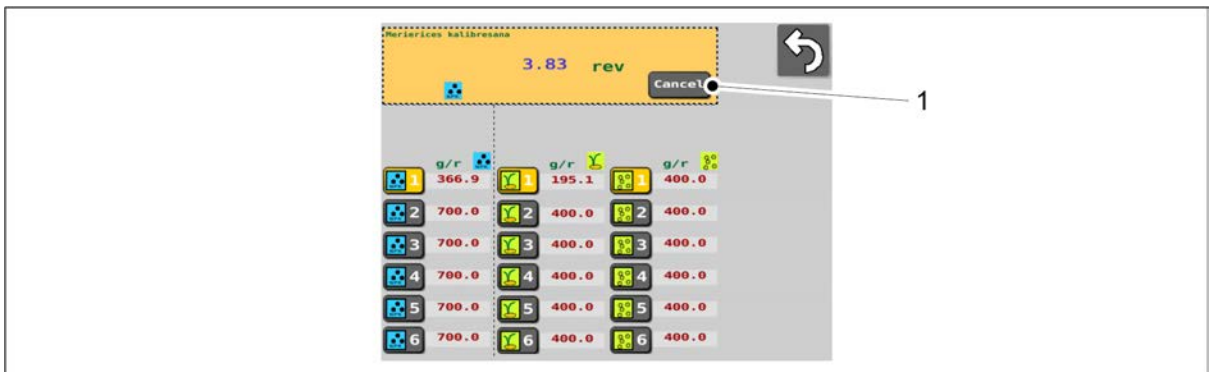 Merierices kalibresana
3.83 rev
Cancel
1
g/r g/r g/r
1 366.9 1 195.1 1 400.0
2 700.0 2 400.0 2 400.0
3 700.0 3 400.0 3 400.0
4 700.0 4 400.0 4 400.0
5 700.0 5 400.0 5 400.0
6 700.0 6 400.0 6 400.0